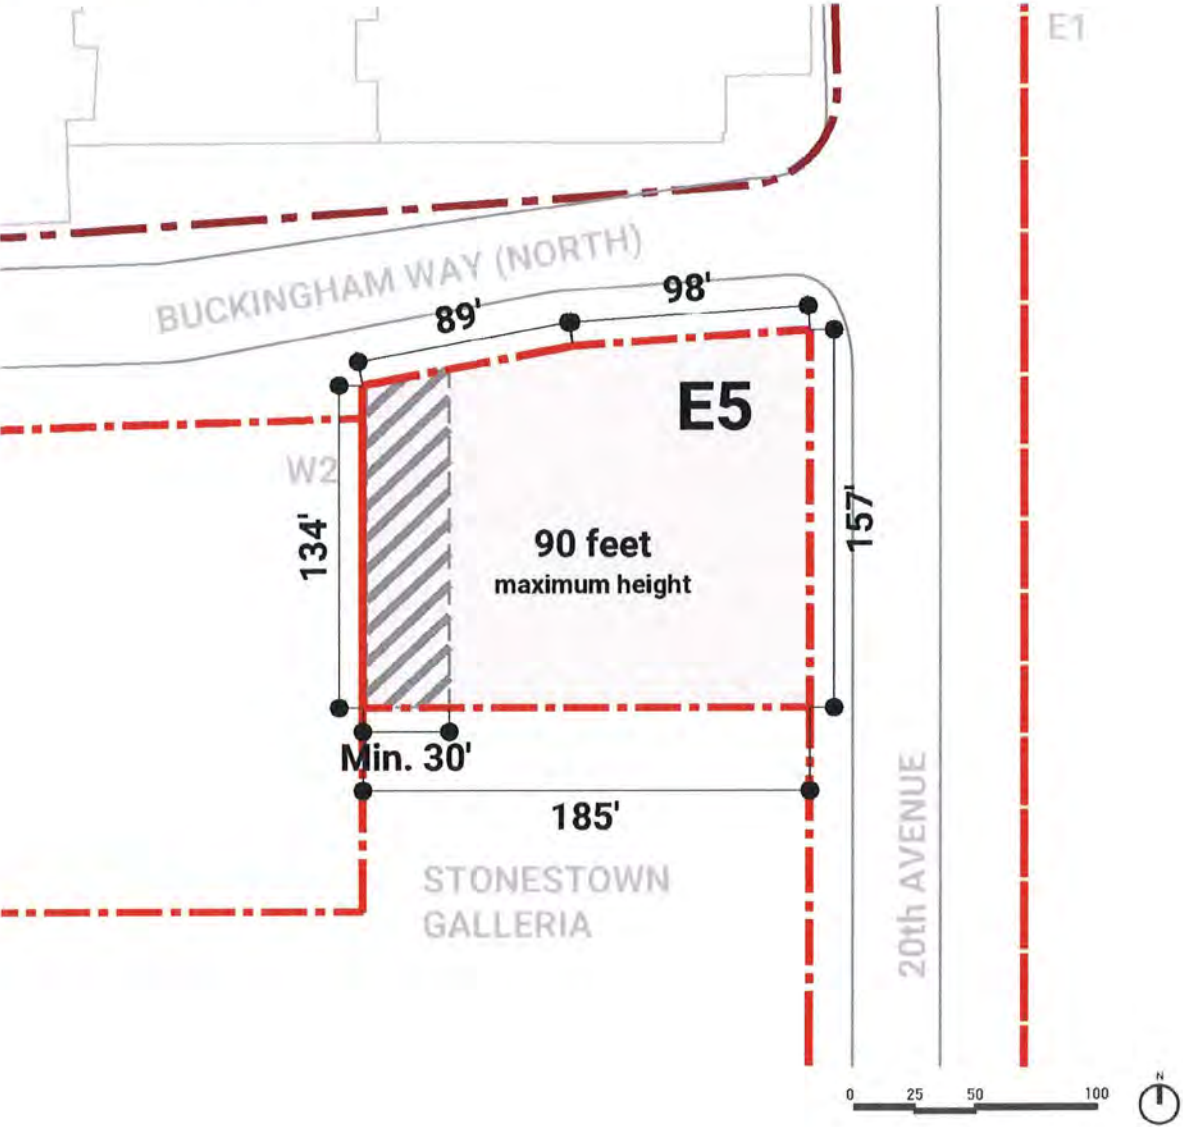 E1
BUCKINGHAM WAY (NORTH)
89'
98'
E5
W2
134'
157'
90 feet
maximum height
Min. 30'
185'
STONESTOWN
GALLERIA
20th AVENUE
0 25 50 100
N